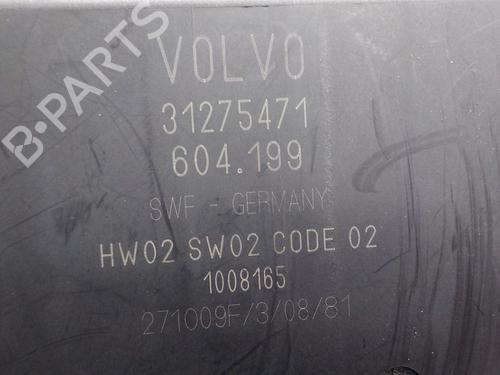 B-PARTS
VOLVO
31275471
604.199
SWF - GERMANY
HW02 SW02 CODE 02
1008165
271009F/3/08/81